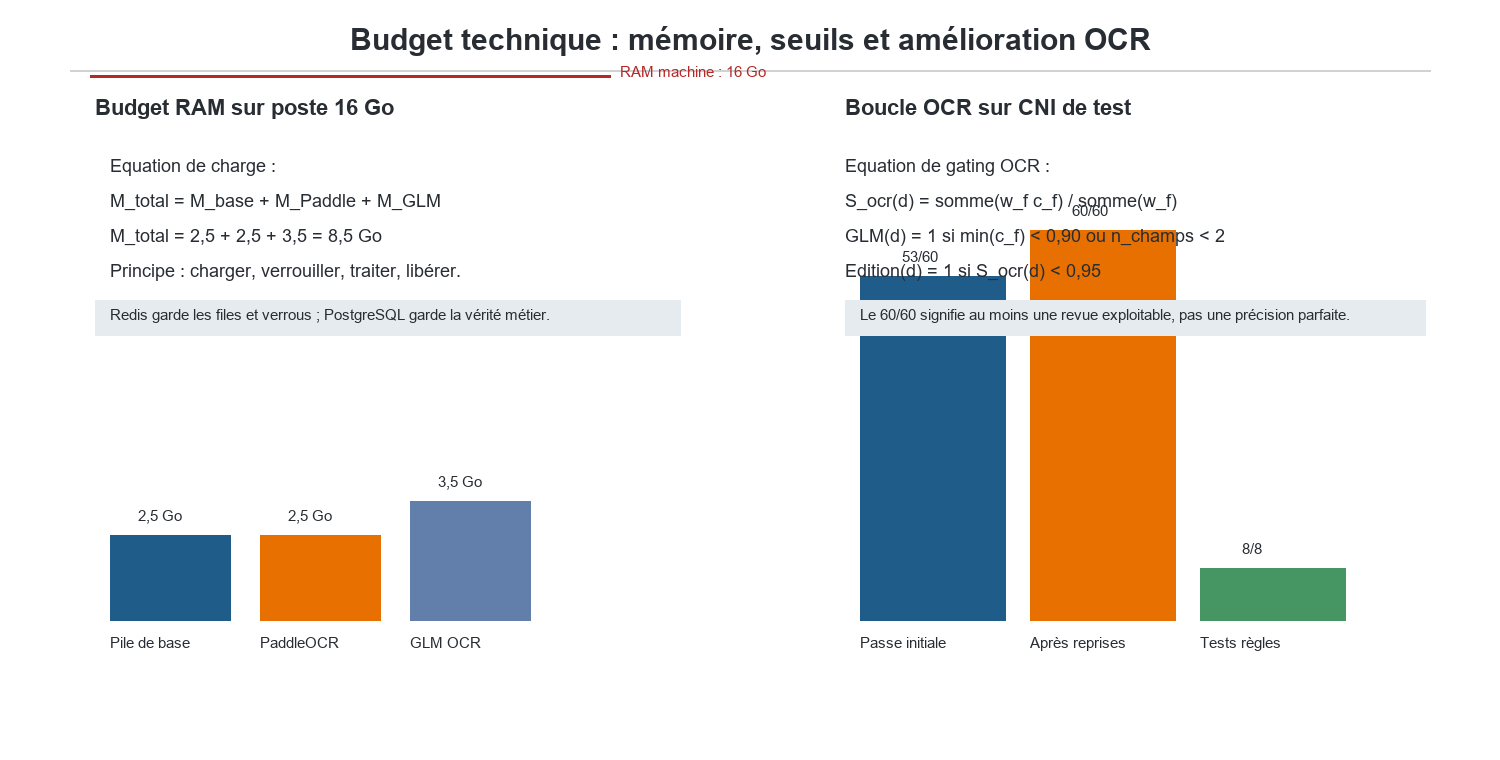 Budget technique : mémoire, seuils et amélioration OCR
RAM machine : 16 Go
Budget RAM sur poste 16 Go
Equation de charge :
M_total = M_base + M_Paddle + M_GLM
M_total = 2,5 + 2,5 + 3,5 = 8,5 Go
Principe : charger, verrouiller, traiter, libérer.
Redis garde les files et verrous ; PostgreSQL garde la vérité métier.
2,5 Go
2,5 Go
3,5 Go
Pile de base
PaddleOCR
GLM OCR
Boucle OCR sur CNI de test
Equation de gating OCR :
S_ocr(d) = somme(w_f c_f) / somme(w_f)
60/60
GLM(d) = 1 si min(c_f) < 0,90 ou n_champs < 2
53/60
Edition(d) = 1 si S_ocr(d) < 0,95
Le 60/60 signifie au moins une revue exploitable, pas une précision parfaite.
8/8
Passe initiale
Après reprises
Tests règles